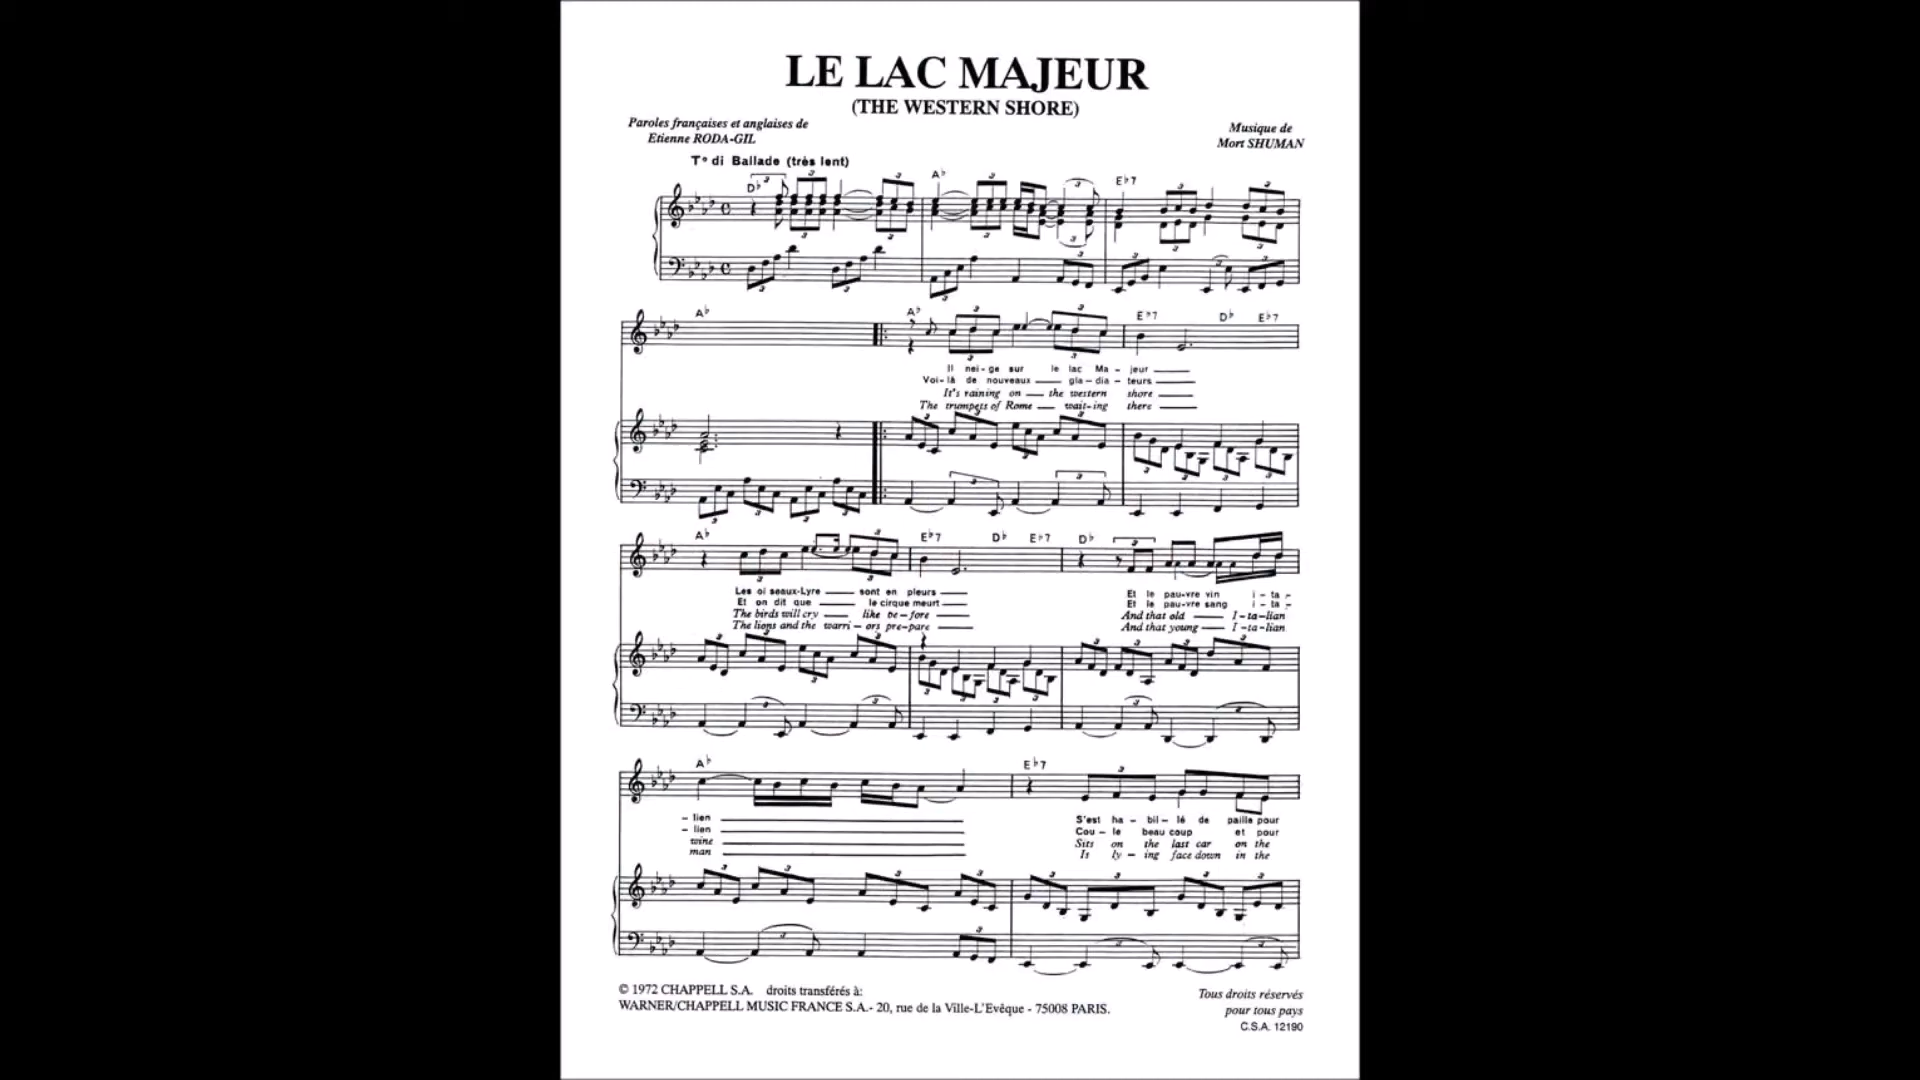 LE LAC MAJEUR
(THE WESTERN SHORE)
Paroles françaises et anglaises de
Etienne RODA-GIL
Musique de
Mort SHUMAN
T° di Ballade (très lent)
D♭ A♭ E♭7
A♭ A♭ E♭7 D♭ E♭7
Il nei - ge sur le lac Ma - jeur
Voi - là de nouveaux gla - dia - teurs
It's raining on the western shore
The trumpets of Rome wait - ing there
A♭ E♭7 D♭ E♭7 D♭
Les oi seaux-Lyre sont en pleurs Et le pau-vre vin i - ta -
Et on dit que le cirque meurt Et le pau-vre sang i - ta -
The birds will cry like be - fore And that old I - ta - lian
The lions and the warri - ors pre - pare And that young I - ta - lian
A♭ E♭7
- lien S'est ha - bil - lé de paille pour
- lien Cou - le beau coup et pour
wine Sits on the last car on the
man Is ly - ing face down in the
© 1972 CHAPPELL S.A. droits transférés à:
WARNER/CHAPPELL MUSIC FRANCE S.A.- 20, rue de la Ville-L'Evêque - 75008 PARIS.
Tous droits réservés
pour tous pays
C.S.A. 12190